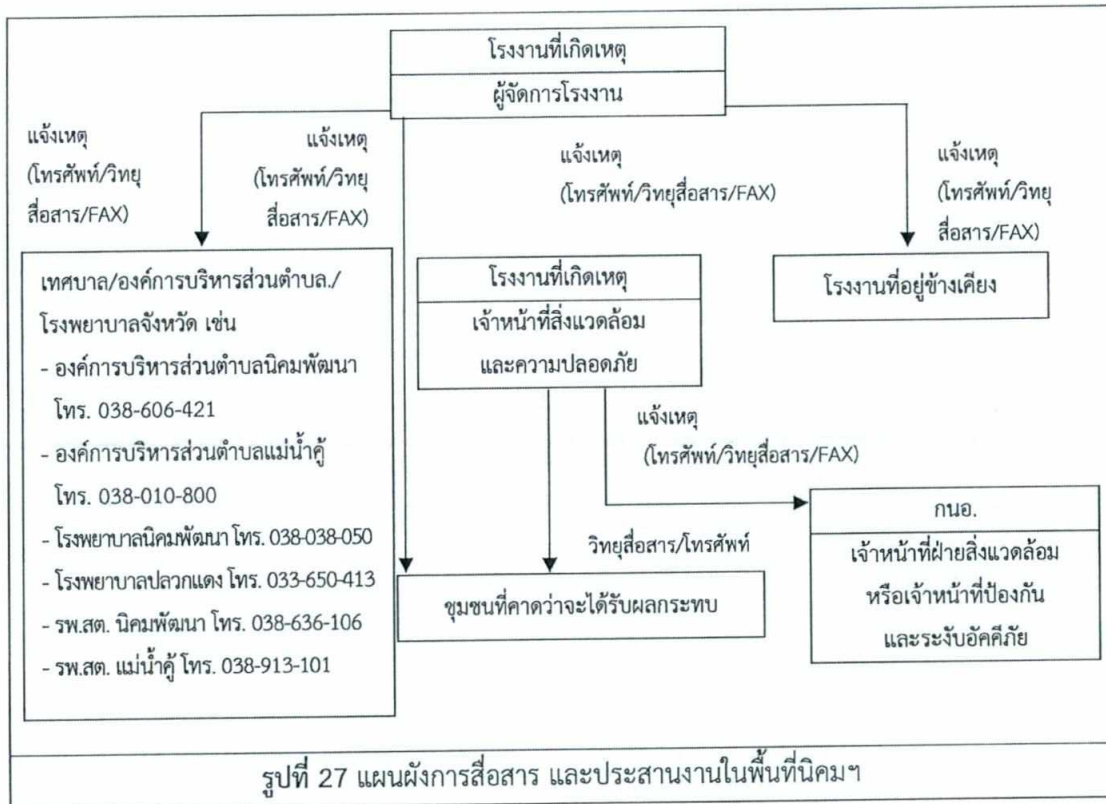 โรงงานที่เกิดเหตุ
ผู้จัดการโรงงาน
แจ้งเหตุ
(โทรศัพท์/วิทยุ
สื่อสาร/FAX)
แจ้งเหตุ
(โทรศัพท์/วิทยุ
สื่อสาร/FAX)
แจ้งเหตุ
(โทรศัพท์/วิทยุสื่อสาร/FAX)
แจ้งเหตุ
(โทรศัพท์/วิทยุ
สื่อสาร/FAX)
เทศบาล/องค์การบริหารส่วนตำบล./
โรงพยาบาลจังหวัด เช่น
- องค์การบริหารส่วนตำบลนิคมพัฒนา
โทร. 038-606-421
- องค์การบริหารส่วนตำบลแม่น้ำคู้
โทร. 038-010-800
- โรงพยาบาลนิคมพัฒนา โทร. 038-038-050
- โรงพยาบาลปลวกแดง โทร. 033-650-413
- รพ.สต. นิคมพัฒนา โทร. 038-636-106
- รพ.สต. แม่น้ำคู้ โทร. 038-913-101
โรงงานที่เกิดเหตุ
เจ้าหน้าที่สิ่งแวดล้อม
และความปลอดภัย
โรงงานที่อยู่ข้างเคียง
แจ้งเหตุ
(โทรศัพท์/วิทยุสื่อสาร/FAX)
วิทยุสื่อสาร/โทรศัพท์
ชุมชนที่คาดว่าจะได้รับผลกระทบ
กนอ.
เจ้าหน้าที่ฝ่ายสิ่งแวดล้อม
หรือเจ้าหน้าที่ป้องกัน
และระงับอัคคีภัย
รูปที่ 27 แผนผังการสื่อสาร และประสานงานในพื้นที่นิคมฯ